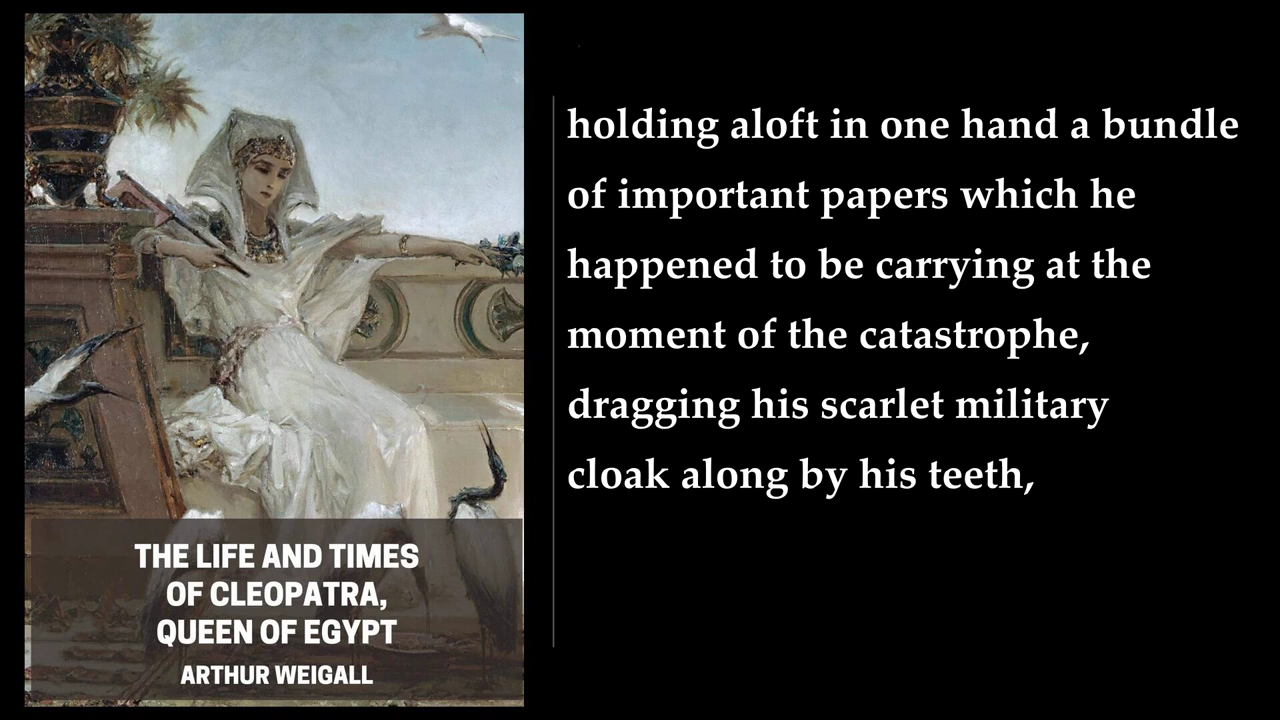 holding aloft in one hand a bundle
of important papers which he
happened to be carrying at the
moment of the catastrophe,
dragging his scarlet military
cloak along by his teeth,
THE LIFE AND TIMES
OF CLEOPATRA,
QUEEN OF EGYPT
ARTHUR WEIGALL